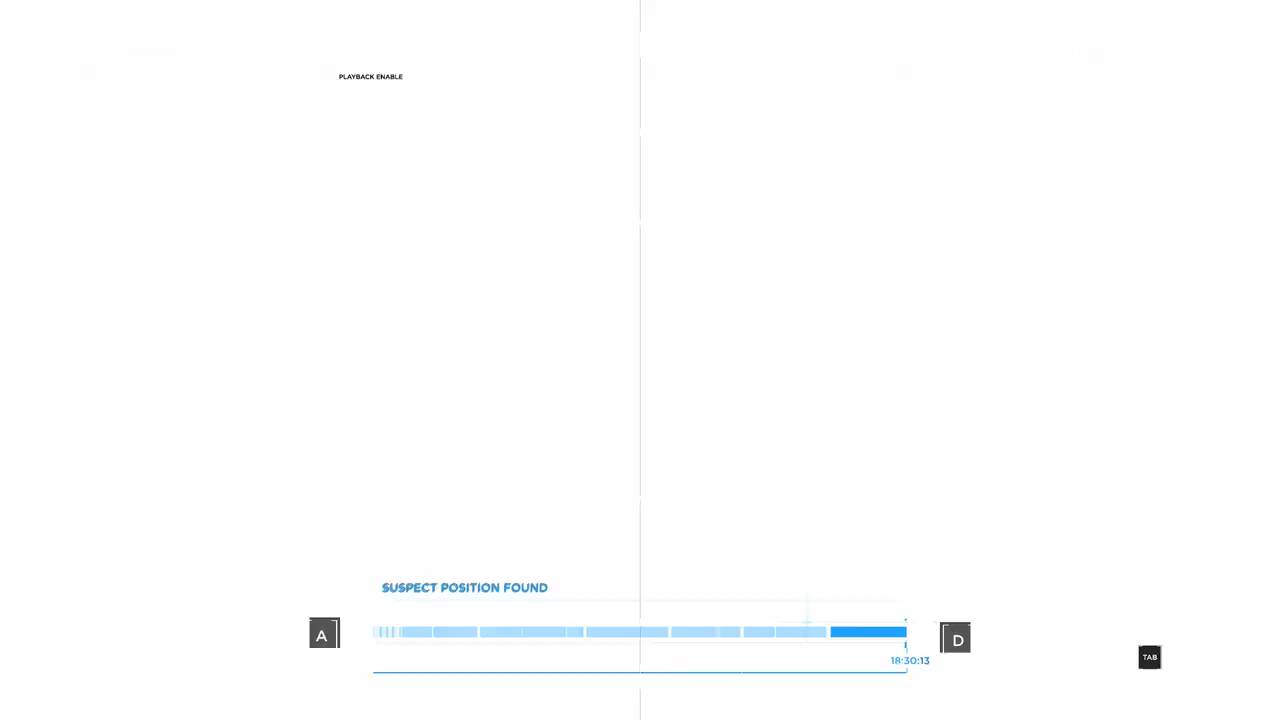 PLAYBACK ENABLE
SUSPECT POSITION FOUND
A
D
18:30:13
TAB